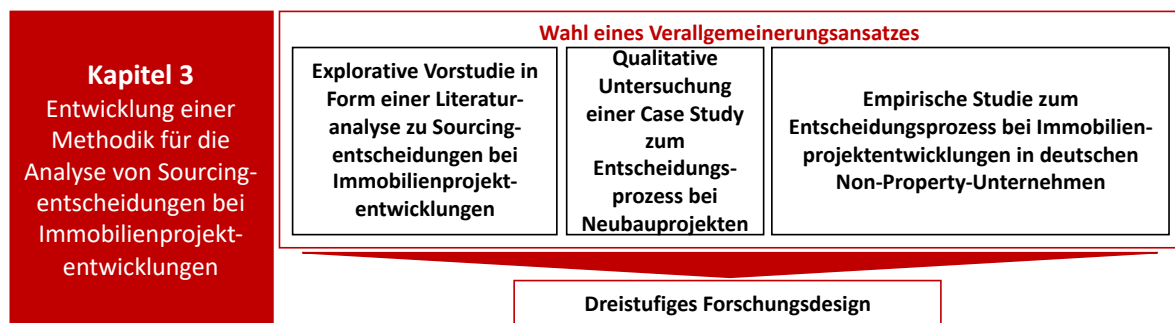 Kapitel 3
Entwicklung einer
Methodik für die
Analyse von Sourcing-
entscheidungen bei
Immobilienprojekt-
entwicklungen
Wahl eines Verallgemeinerungsansatzes
Explorative Vorstudie in
Form einer Literatur-
analyse zu Sourcing-
entscheidungen bei
Immobilienprojekt-
entwicklungen
Qualitative
Untersuchung
einer Case Study
zum
Entscheidungs-
prozess bei
Neubauprojekten
Empirische Studie zum
Entscheidungsprozess bei Immobilien-
projektentwicklungen in deutschen
Non-Property-Unternehmen
Dreistufiges Forschungsdesign